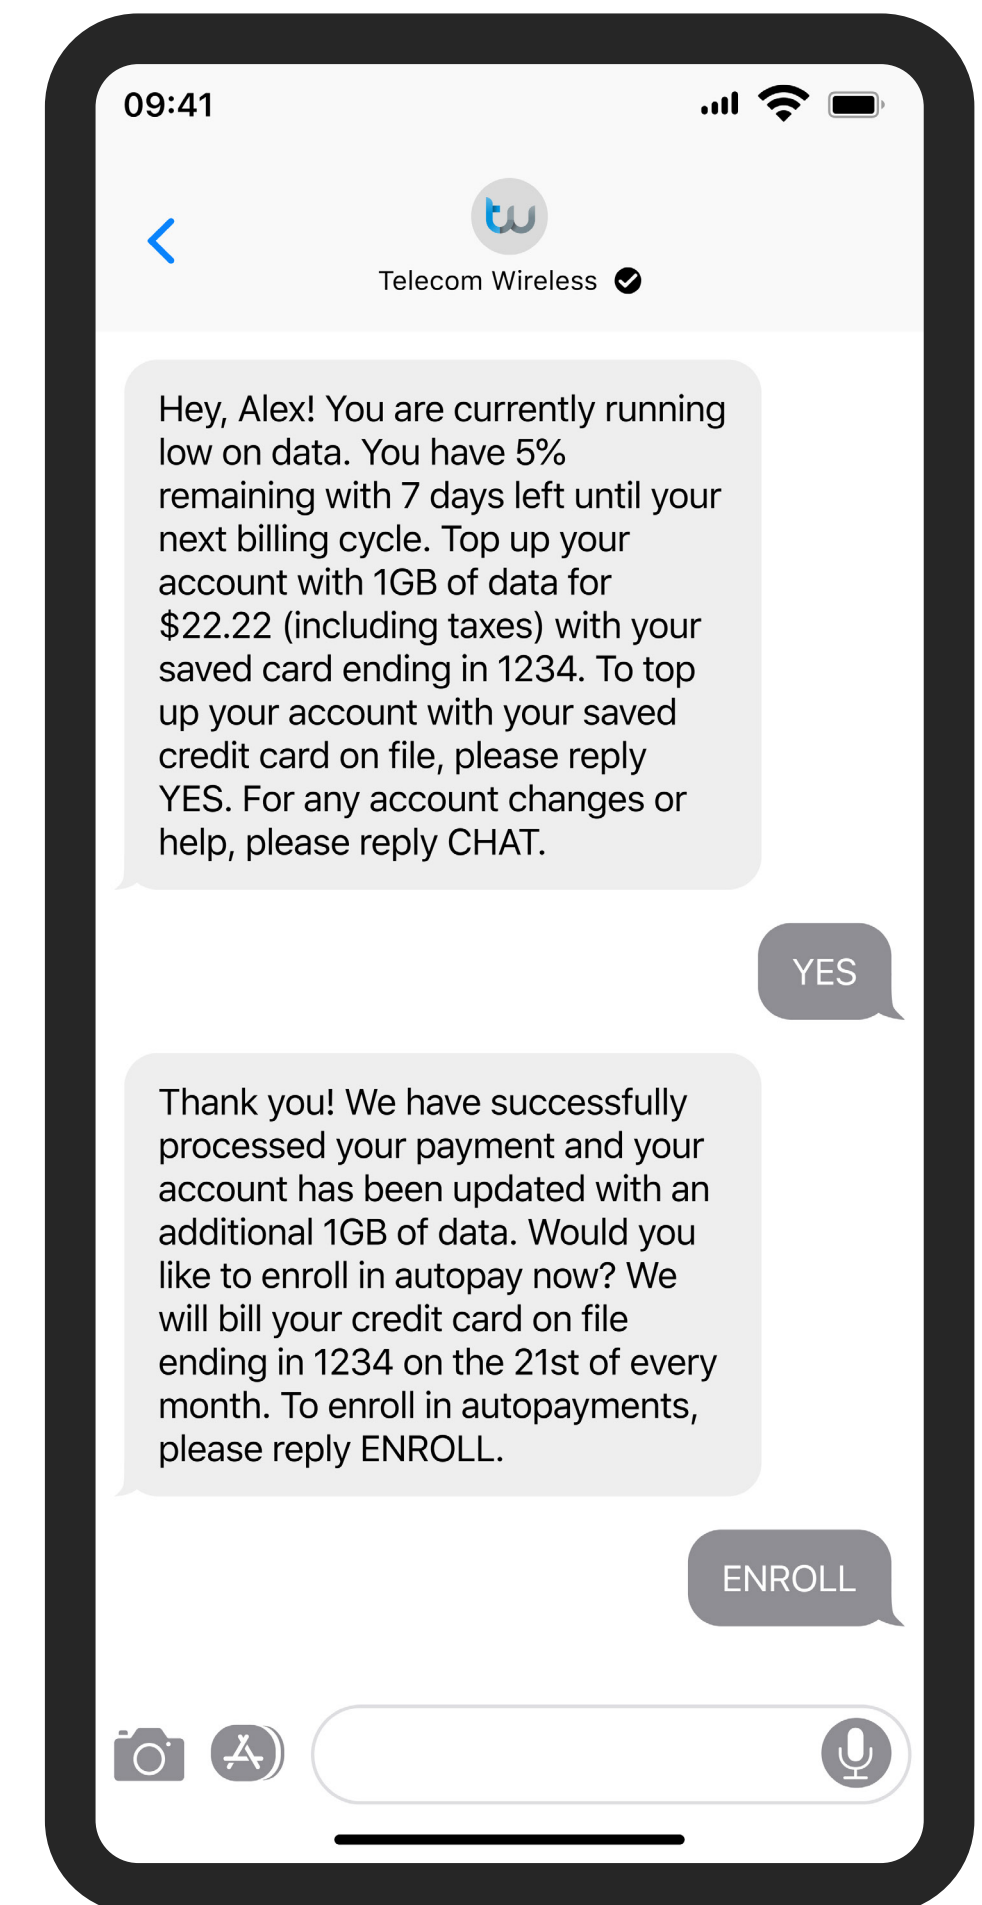 09:41
tw
Telecom Wireless
Hey, Alex! You are currently running
low on data. You have 5%
remaining with 7 days left until your
next billing cycle. Top up your
account with 1GB of data for
$22.22 (including taxes) with your
saved card ending in 1234. To top
up your account with your saved
credit card on file, please reply
YES. For any account changes or
help, please reply CHAT.
YES
Thank you! We have successfully
processed your payment and your
account has been updated with an
additional 1GB of data. Would you
like to enroll in autopay now? We
will bill your credit card on file
ending in 1234 on the 21st of every
month. To enroll in autopayments,
please reply ENROLL.
ENROLL